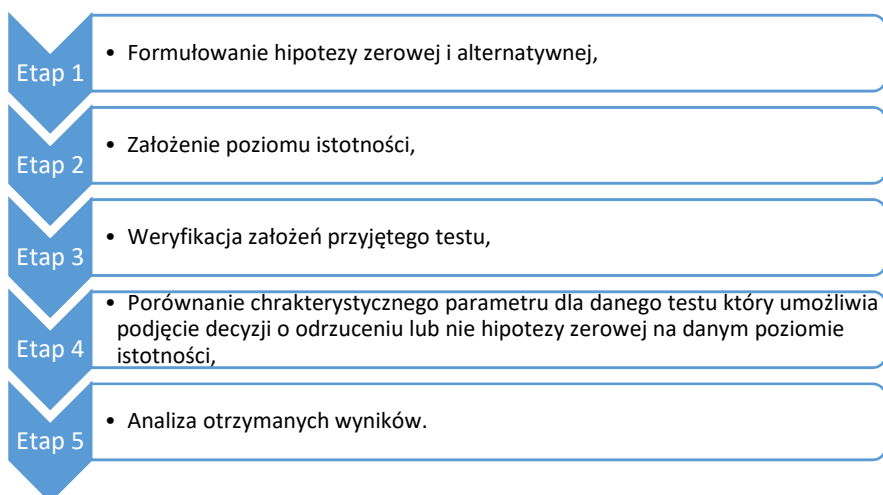 Etap 1
• Formułowanie hipotezy zerowej i alternatywnej,
Etap 2
• Założenie poziomu istotności,
Etap 3
• Weryfikacja założeń przyjętego testu,
Etap 4
• Porównanie chrakterystycznego parametru dla danego testu który umożliwia
podjęcie decyzji o odrzuceniu lub nie hipotezy zerowej na danym poziomie
istotności,
Etap 5
• Analiza otrzymanych wyników.